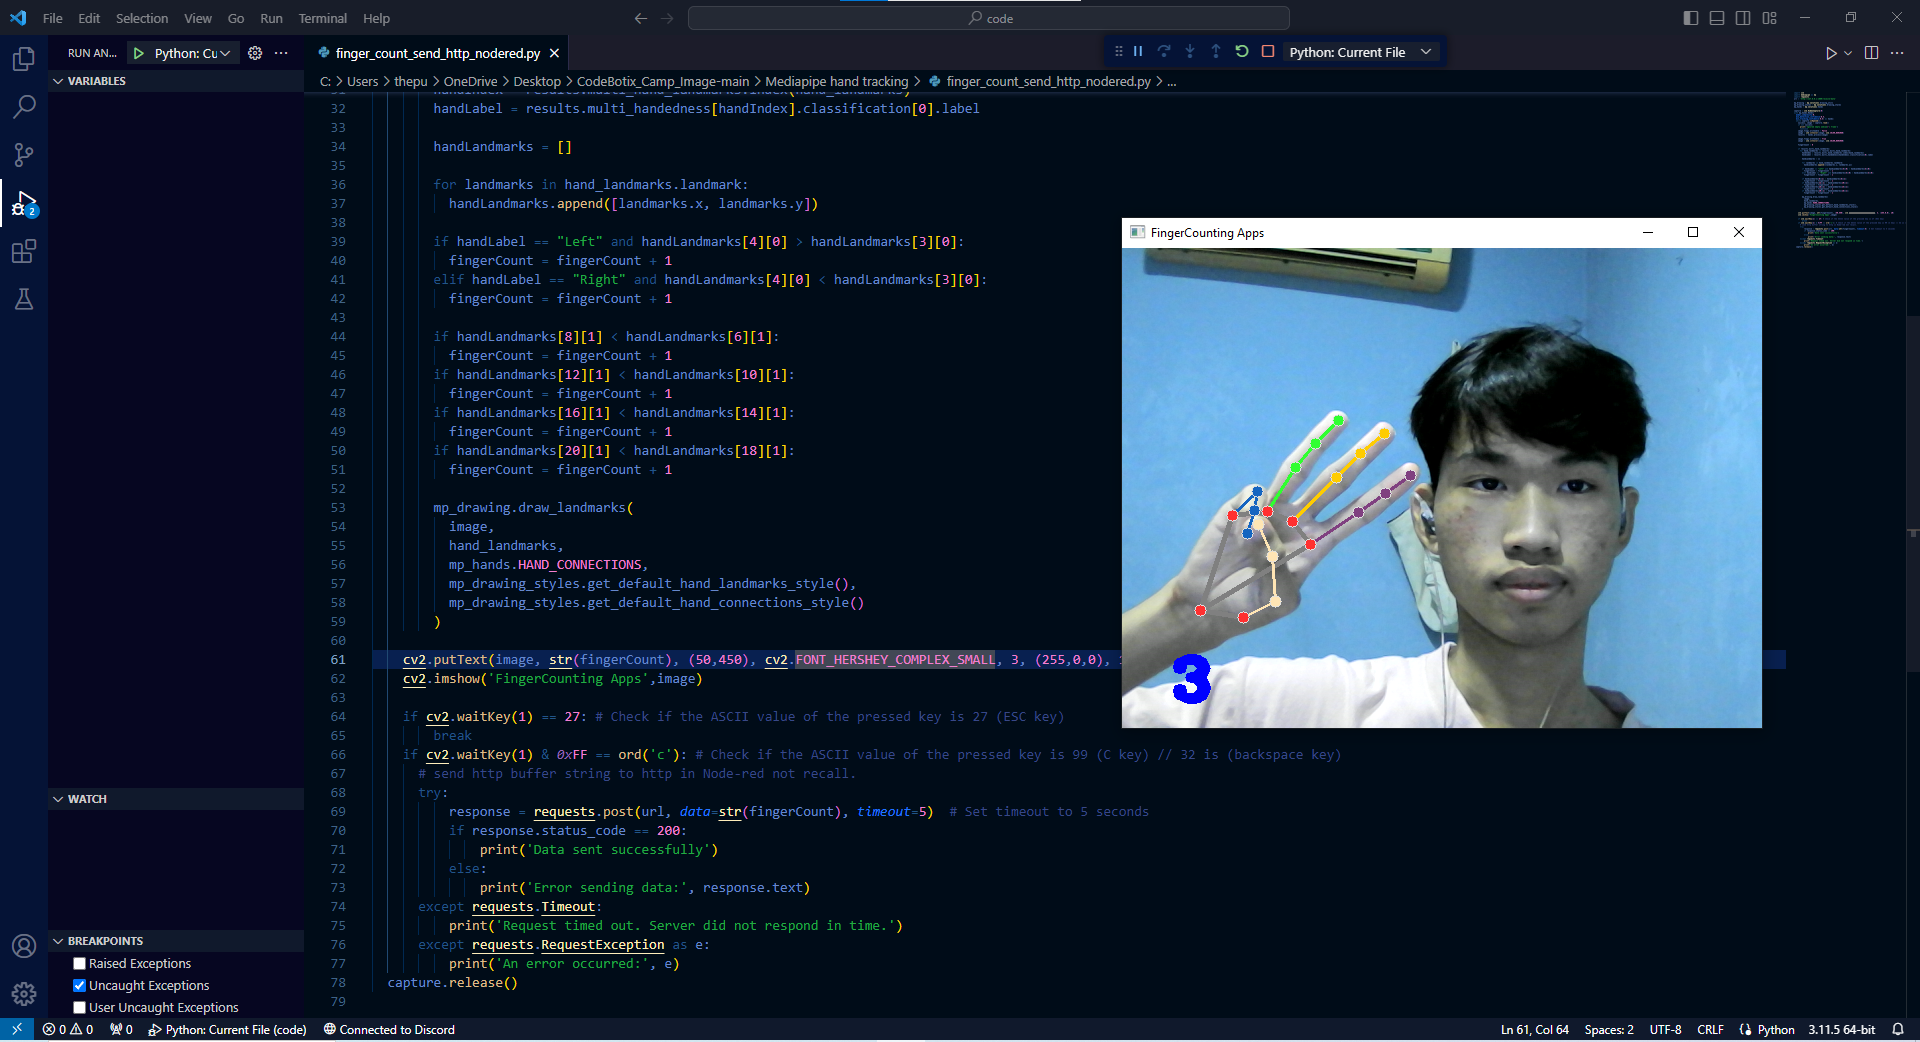 File Edit Selection View Go Run Terminal Help
code
RUN AN... Python: Cu
finger_count_send_http_nodered.py
Python: Current File
VARIABLES
C: > Users > thepu > OneDrive > Desktop > CodeBotix_Camp_Image-main > Mediapipe hand tracking > finger_count_send_http_nodered.py > ...
32 handLabel = results.multi_handedness[handIndex].classification[0].label
33
34 handLandmarks = []
35
36 for landmarks in hand_landmarks.landmark:
37 handLandmarks.append([landmarks.x, landmarks.y])
38
39 if handLabel == "Left" and handLandmarks[4][0] > handLandmarks[3][0]:
40 fingerCount = fingerCount + 1
41 elif handLabel == "Right" and handLandmarks[4][0] < handLandmarks[3][0]:
42 fingerCount = fingerCount + 1
43
44 if handLandmarks[8][1] < handLandmarks[6][1]:
45 fingerCount = fingerCount + 1
46 if handLandmarks[12][1] < handLandmarks[10][1]:
47 fingerCount = fingerCount + 1
48 if handLandmarks[16][1] < handLandmarks[14][1]:
49 fingerCount = fingerCount + 1
50 if handLandmarks[20][1] < handLandmarks[18][1]:
51 fingerCount = fingerCount + 1
52
53 mp_drawing.draw_landmarks(
54 image,
55 hand_landmarks,
56 mp_hands.HAND_CONNECTIONS,
57 mp_drawing_styles.get_default_hand_landmarks_style(),
58 mp_drawing_styles.get_default_hand_connections_style()
59 )
60
61 cv2.putText(image, str(fingerCount), (50,450), cv2.FONT_HERSHEY_COMPLEX_SMALL, 3, (255,0,0),
62 cv2.imshow('FingerCounting Apps',image)
63
64 if cv2.waitKey(1) == 27: # Check if the ASCII value of the pressed key is 27 (ESC key)
65 break
66 if cv2.waitKey(1) & 0xFF == ord('c'): # Check if the ASCII value of the pressed key is 99 (C key) // 32 is (backspace key)
67 # send http buffer string to http in Node-red not recall.
68 try:
69 response = requests.post(url, data=str(fingerCount), timeout=5) # Set timeout to 5 seconds
70 if response.status_code == 200:
71 print('Data sent successfully')
72 else:
73 print('Error sending data:', response.text)
74 except requests.Timeout:
75 print('Request timed out. Server did not respond in time.')
76 except requests.RequestException as e:
77 print('An error occurred:', e)
78 capture.release()
79
FingerCounting Apps
3
2
WATCH
BREAKPOINTS
Raised Exceptions
Uncaught Exceptions
User Uncaught Exceptions
0 0 0 Python: Current File (code) Connected to Discord
Ln 61, Col 64 Spaces: 2 UTF-8 CRLF Python 3.11.5 64-bit